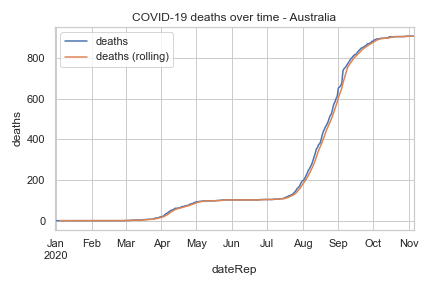 COVID-19 deaths over time - Australia
deaths
deaths (rolling)
800
600
400
200
0
deaths
Jan Feb Mar Apr May Jun Jul Aug Sep Oct Nov
2020
dateRep